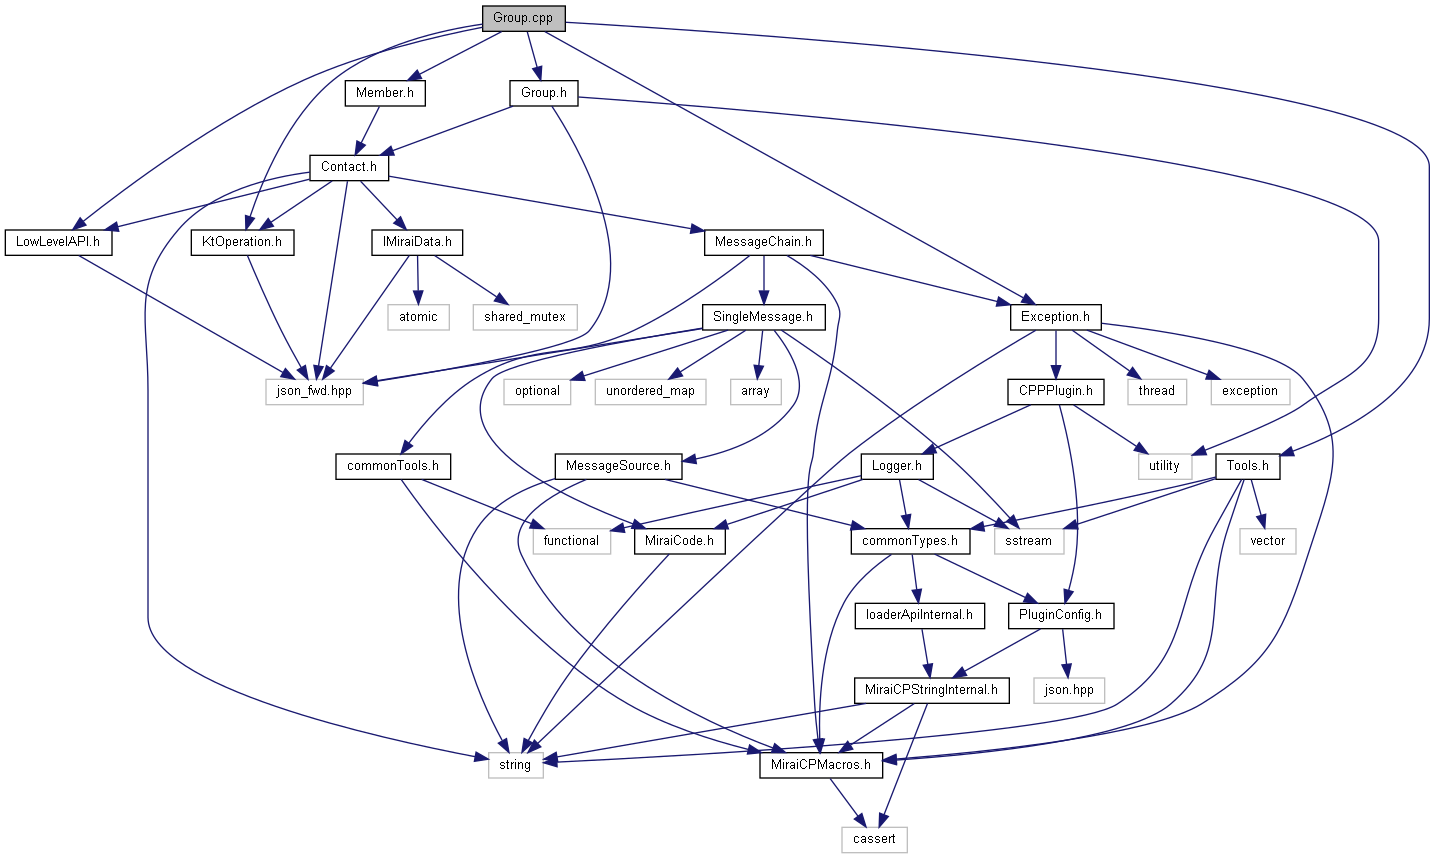 Group.cpp
Member.h
Group.h
Contact.h
LowLevelAPI.h
KtOperation.h
IMiraiData.h
MessageChain.h
atomic
shared_mutex
SingleMessage.h
Exception.h
json_fwd.hpp
optional
unordered_map
array
CPPPlugin.h
thread
exception
commonTools.h
MessageSource.h
Logger.h
utility
Tools.h
functional
MiraiCode.h
commonTypes.h
sstream
vector
loaderApiInternal.h
PluginConfig.h
MiraiCPStringInternal.h
json.hpp
string
MiraiCPMacros.h
cassert